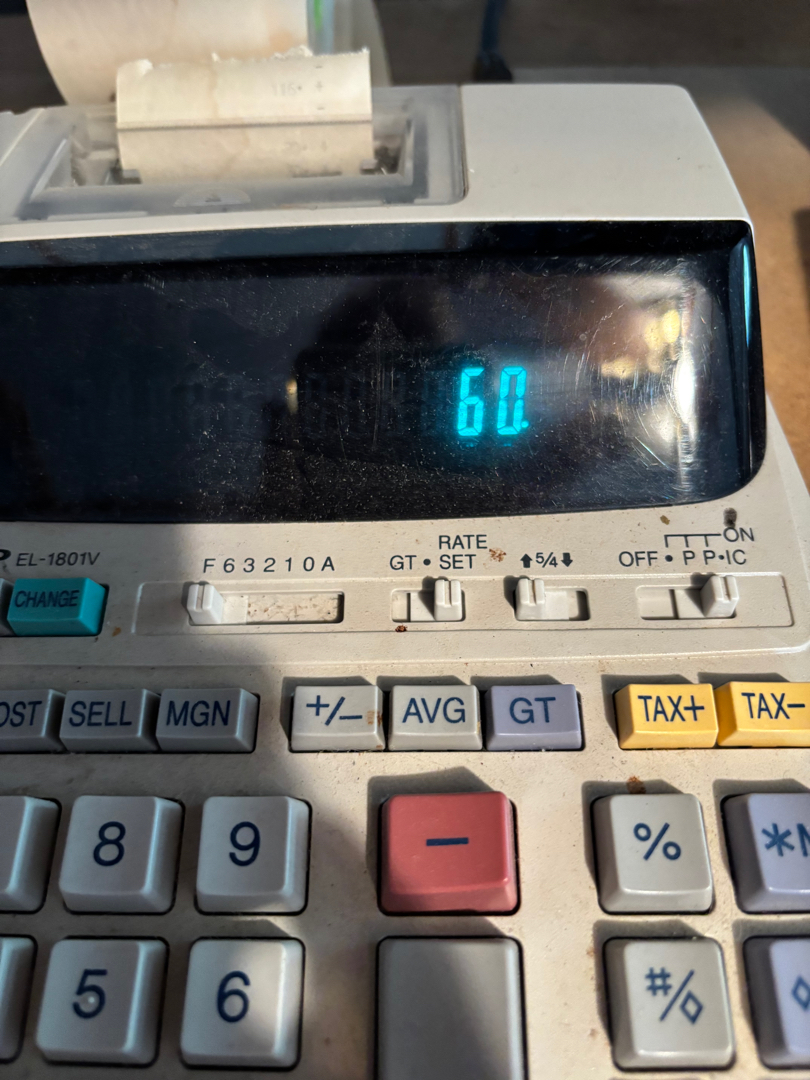 60.
EL-1801V
CHANGE
F 6 3 2 1 0 A
RATE
GT • SET
⬆5/4⬇
ON
OFF • P P•IC
SELL
MGN
+/−
AVG
GT
TAX+
TAX−
8
9
−
%
5
6
#/◊